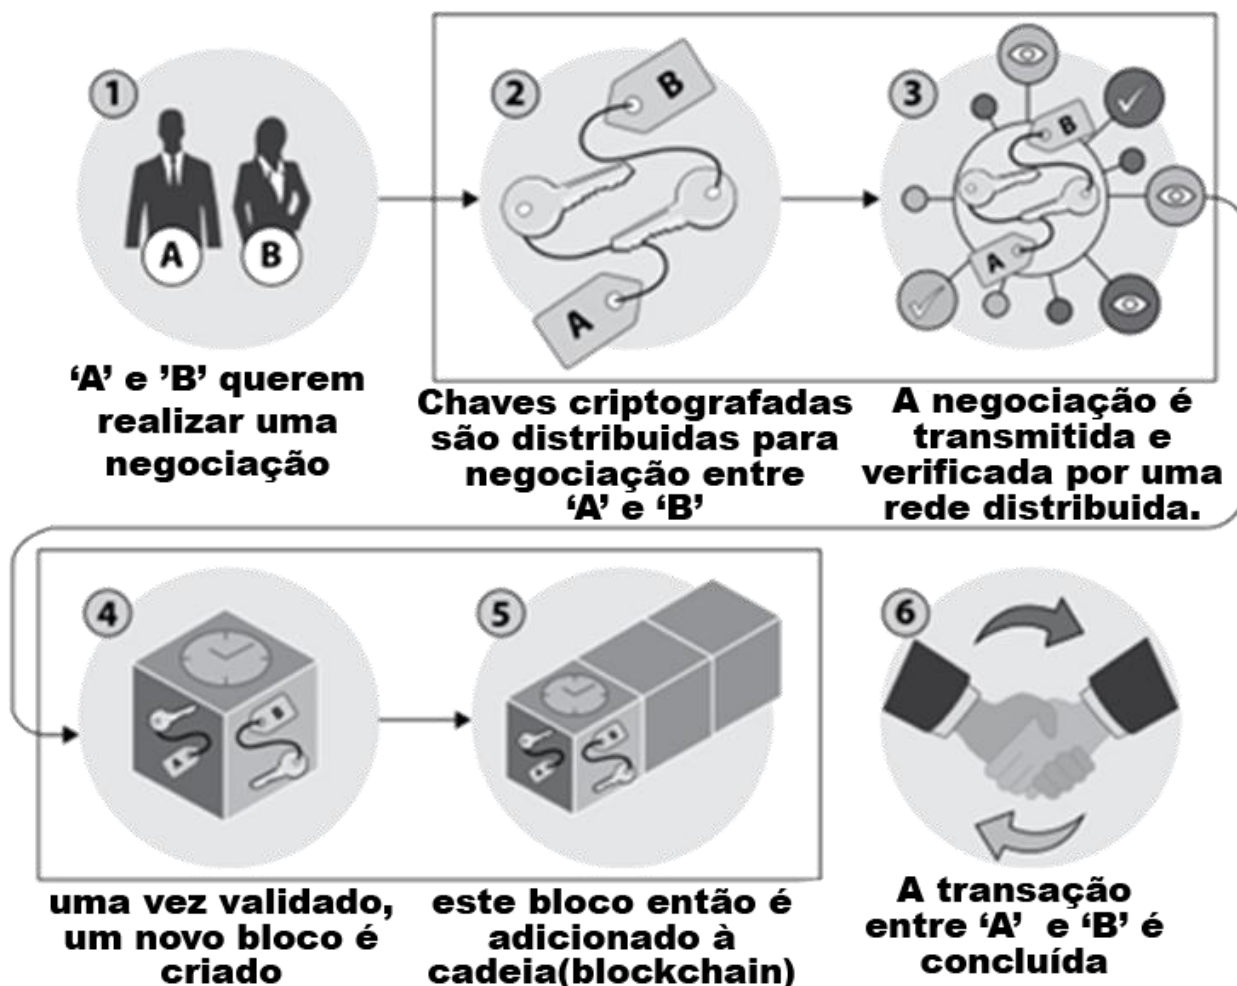 1
A
B
‘A’ e ’B’ querem
realizar uma
negociação
2
B
A
Chaves criptografadas
são distribuidas para
negociação entre
‘A’ e ‘B’
3
B
A
A negociação é
transmitida e
verificada por uma
rede distribuida.
4
A
B
uma vez validado,
um novo bloco é
criado
5
A
B
este bloco então é
adicionado à
cadeia(blockchain)
6
A transação
entre ‘A’ e ‘B’ é
concluída